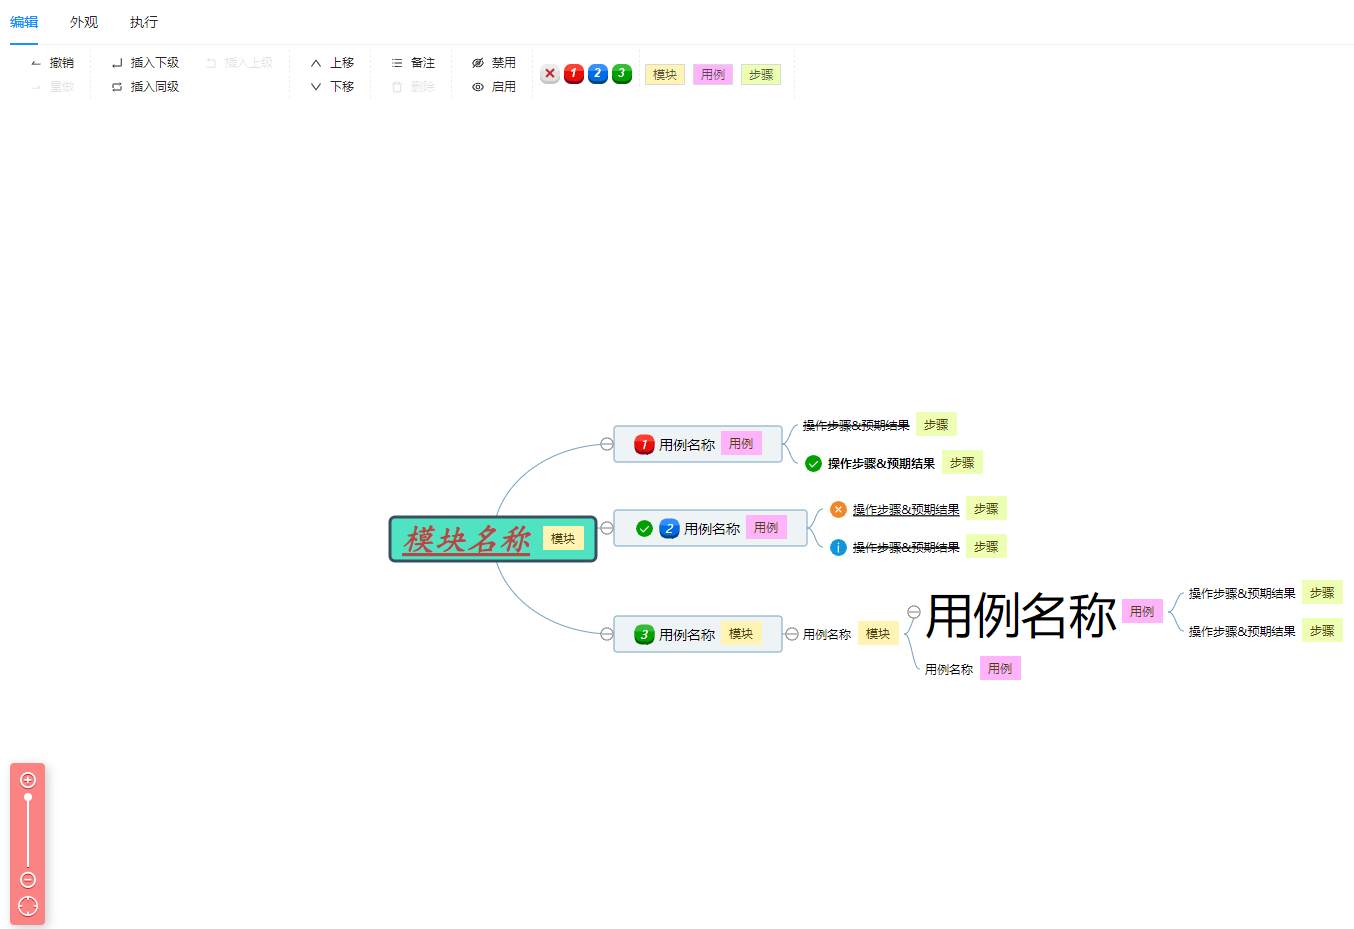 编辑 外观 执行
撤销 插入下级 插入上级 上移 备注 禁用
重做 插入同级 下移 删除 启用
1 2 3 模块 用例 步骤
操作步骤&预期结果 步骤
1 用例名称 用例
操作步骤&预期结果 步骤
操作步骤&预期结果 步骤
2 用例名称 用例
模块名称 模块
操作步骤&预期结果 步骤
操作步骤&预期结果 步骤
用例名称 用例
3 用例名称 模块
用例名称 模块
操作步骤&预期结果 步骤
用例名称 用例